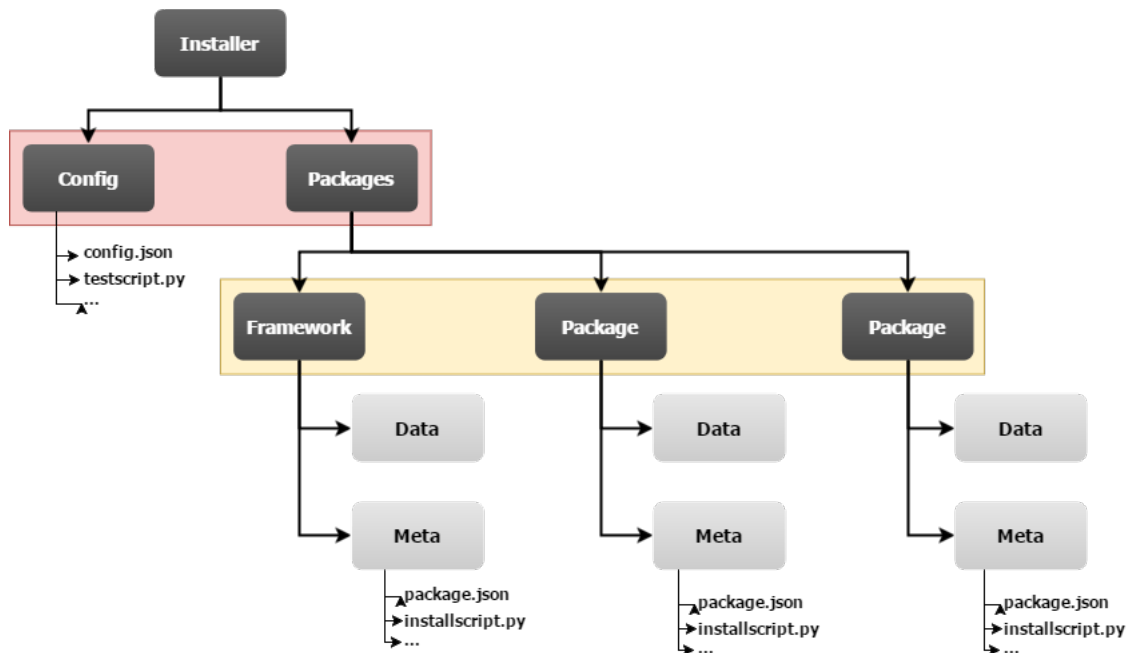 Installer
Config
Packages
config.json
testscript.py
...
Framework
Package
Package
Data
Data
Data
Meta
Meta
Meta
package.json
installscript.py
...
package.json
installscript.py
...
package.json
installscript.py
...